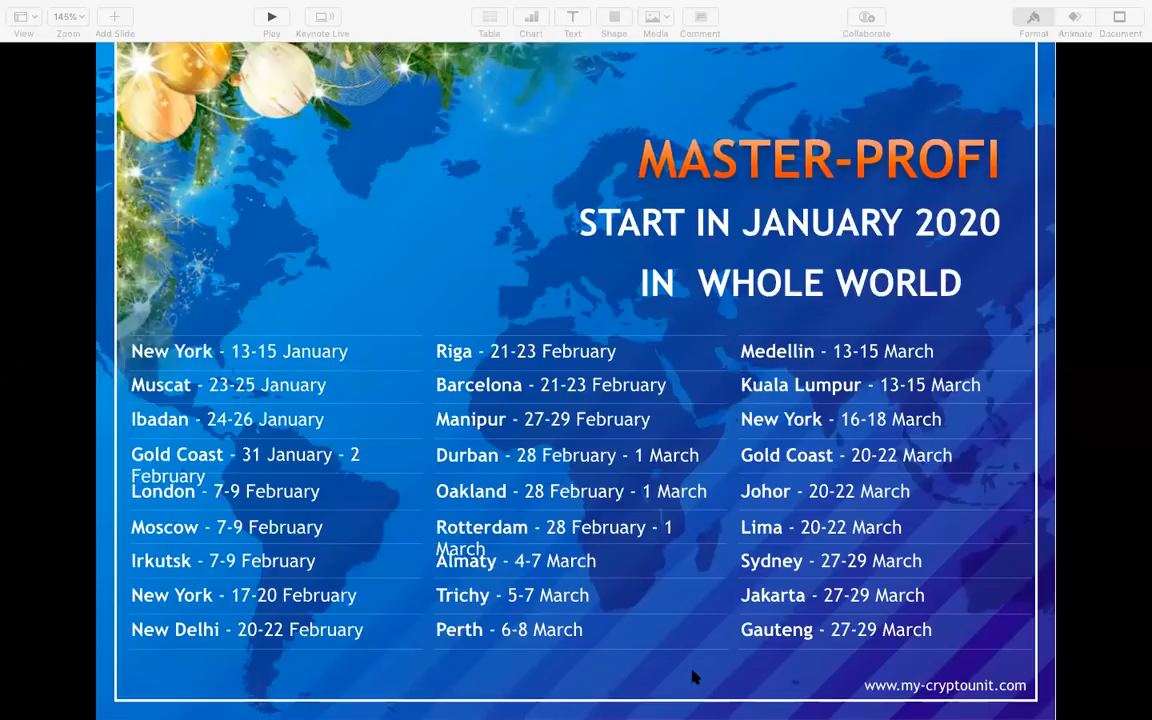 145%
View
Zoom
Add Slide
Play
Keynote Live
Table
Chart
Text
Shape
Media
Comment
Collaborate
Format
Animate
Document
MASTER-PROFI
START IN JANUARY 2020
IN WHOLE WORLD
New York - 13-15 January
Muscat - 23-25 January
Ibadan - 24-26 January
Gold Coast - 31 January - 2
February
London - 7-9 February
Moscow - 7-9 February
Irkutsk - 7-9 February
New York - 17-20 February
New Delhi - 20-22 February
Riga - 21-23 February
Barcelona - 21-23 February
Manipur - 27-29 February
Durban - 28 February - 1 March
Oakland - 28 February - 1 March
Rotterdam - 28 February - 1
March
Almaty - 4-7 March
Trichy - 5-7 March
Perth - 6-8 March
Medellin - 13-15 March
Kuala Lumpur - 13-15 March
New York - 16-18 March
Gold Coast - 20-22 March
Johor - 20-22 March
Lima - 20-22 March
Sydney - 27-29 March
Jakarta - 27-29 March
Gauteng - 27-29 March
www.my-cryptounit.com